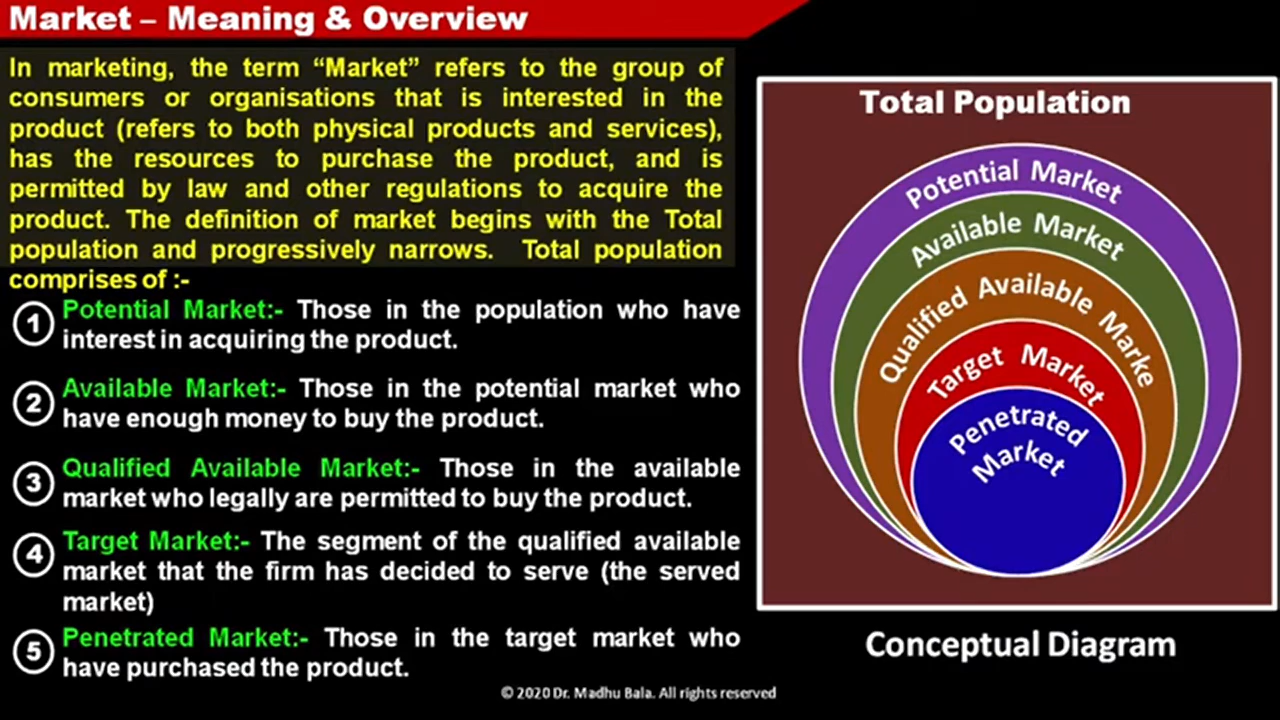 Market – Meaning & Overview
In marketing, the term “Market” refers to the group of
consumers or organisations that is interested in the
product (refers to both physical products and services),
has the resources to purchase the product, and is
permitted by law and other regulations to acquire the
product. The definition of market begins with the Total
population and progressively narrows. Total population
comprises of :-
1 Potential Market:- Those in the population who have
interest in acquiring the product.
2 Available Market:- Those in the potential market who
have enough money to buy the product.
3 Qualified Available Market:- Those in the available
market who legally are permitted to buy the product.
4 Target Market:- The segment of the qualified available
market that the firm has decided to serve (the served
market)
5 Penetrated Market:- Those in the target market who
have purchased the product.
Total Population
Potential Market
Available Market
Qualified Available Marke
Target Market
Penetrated
Market
Conceptual Diagram
© 2020 Dr. Madhu Bala. All rights reserved